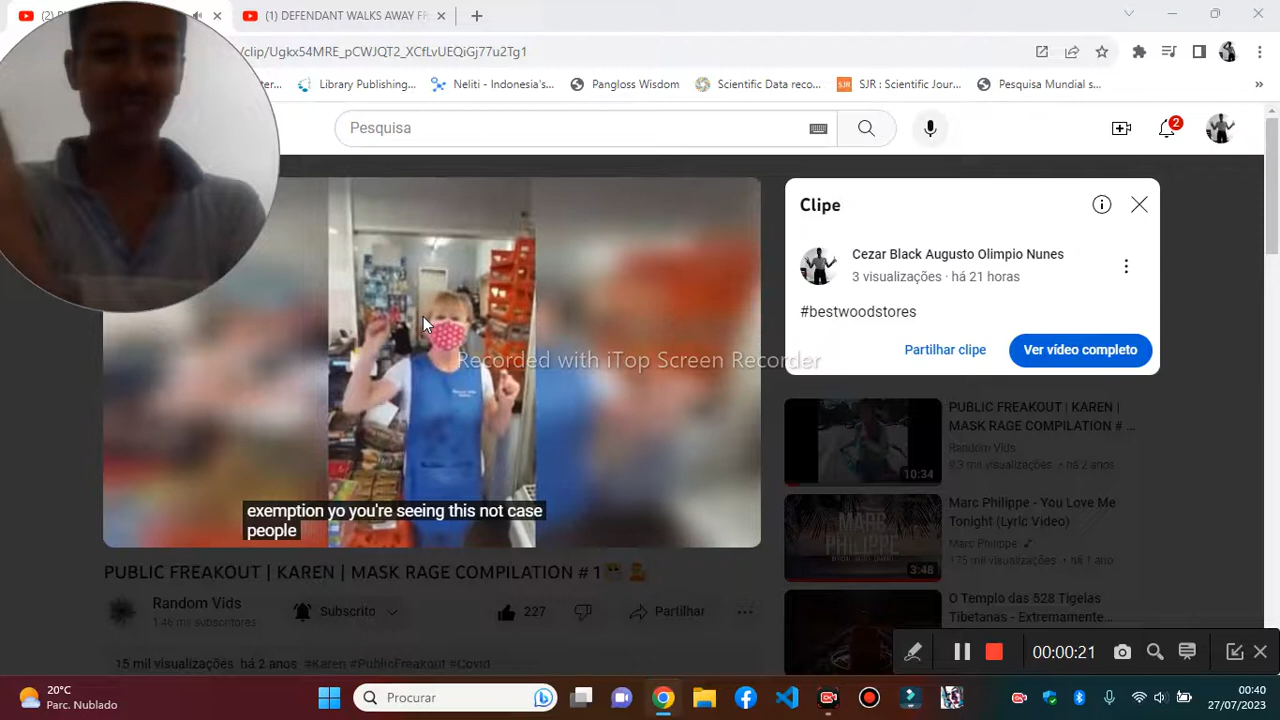 (1) DEFENDANT WALKS AWAY FR
/clip/Ugkx54MRE_pCWJQT2_XCfLvUEQiGj77u2Tg1
Library Publishing...
Neliti - Indonesia's...
Pangloss Wisdom
Scientific Data reco...
SJR
SJR : Scientific Jour...
Pesquisa Mundial s...
»
Pesquisa
2
Clipe
Cezar Black Augusto Olimpio Nunes
3 visualizações · há 21 horas
#bestwoodstores
Partilhar clipe
Ver vídeo completo
Recorded with iTop Screen Recorder
exemption yo you're seeing this not case
people
PUBLIC FREAKOUT | KAREN | MASK RAGE COMPILATION # 1
Random Vids
1,46 mil subscritores
Subscrito
227
Partilhar
15 mil visualizações há 2 anos #Karen #PublicFreakout #Covid
PUBLIC FREAKOUT | KAREN |
MASK RAGE COMPILATION # ...
Random Vids
mil visualizações · há 2 anos
10:34
Marc Philippe - You Love Me
Tonight (Lyric Video)
Marc Philippe
mil visualizações · há 1 ano
MARC
PHILIPPE
3:48
O Templo das 528 Tigelas
Tibetanas - Extremamente...
00:00:21
20°C
Parc. Nublado
Procurar
00:40
27/07/2023